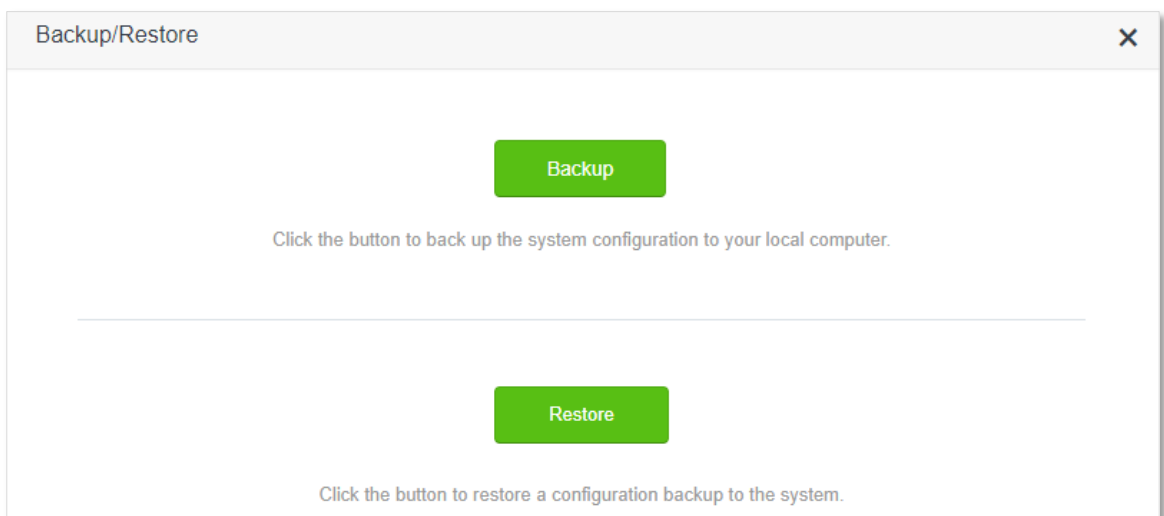 Backup/Restore
Backup
Click the button to back up the system configuration to your local computer.
Restore
Click the button to restore a configuration backup to the system.